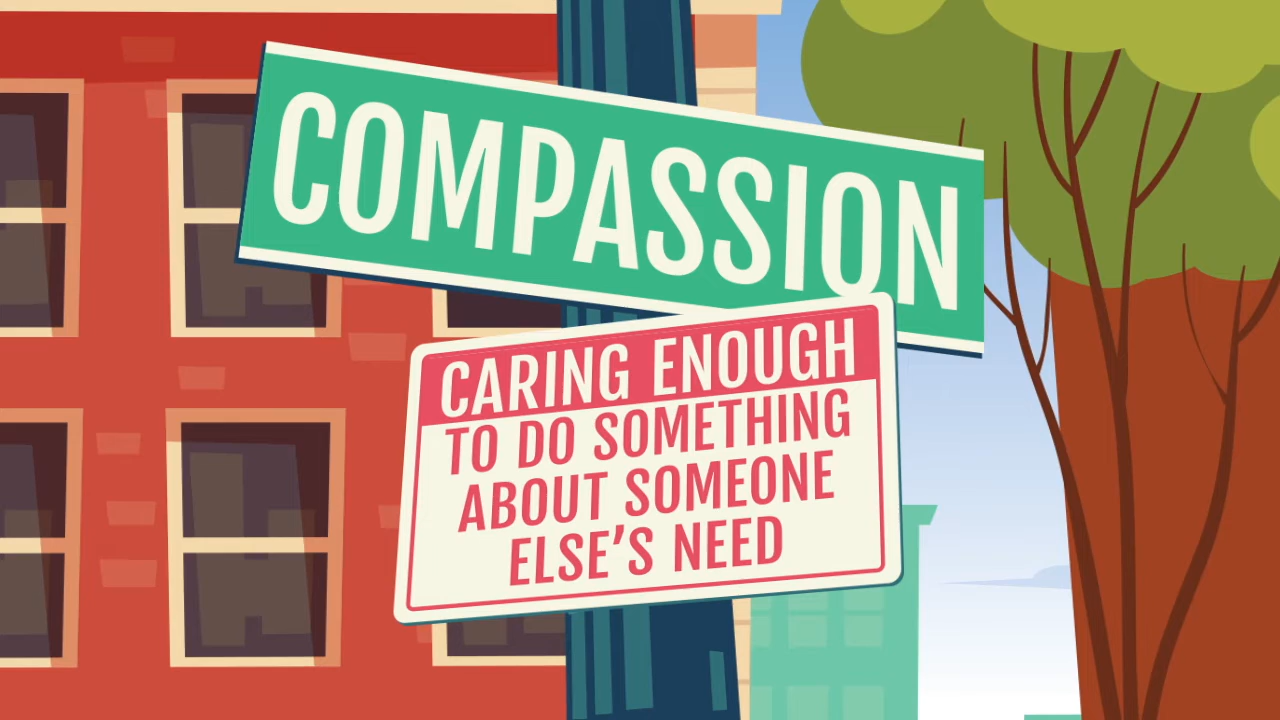 COMPASSION
CARING ENOUGH
TO DO SOMETHING
ABOUT SOMEONE
ELSE'S NEED